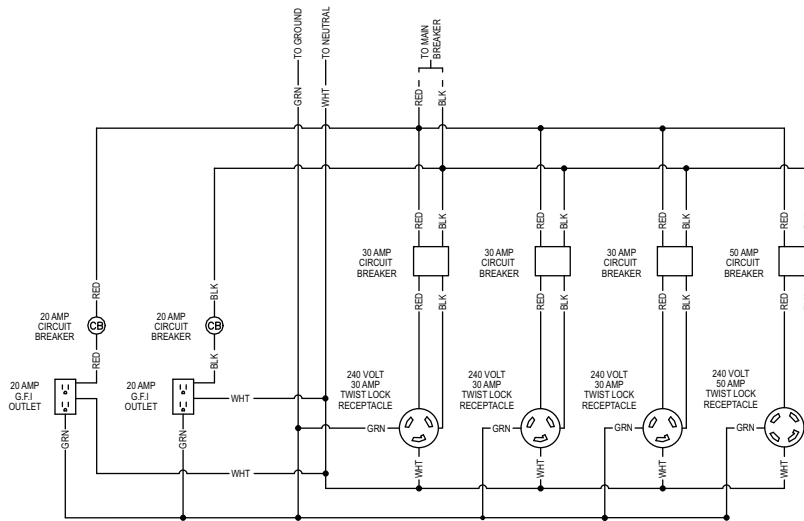 TO GROUND
TO NEUTRAL
TO MAIN
BREAKER
GRN
WHT
RED
BLK
RED
BLK
RED
BLK
RED
BLK
RED
30 AMP
CIRCUIT
BREAKER
30 AMP
CIRCUIT
BREAKER
30 AMP
CIRCUIT
BREAKER
50 AMP
CIRCUIT
BREAKER
RED
BLK
RED
BLK
RED
BLK
RED
BLK
RED
20 AMP
CIRCUIT
BREAKER
CB
20 AMP
CIRCUIT
BREAKER
CB
RED
BLK
20 AMP
G.F.I
OUTLET
20 AMP
G.F.I
OUTLET
WHT
240 VOLT
30 AMP
TWIST LOCK
RECEPTACLE
240 VOLT
30 AMP
TWIST LOCK
RECEPTACLE
240 VOLT
30 AMP
TWIST LOCK
RECEPTACLE
240 VOLT
50 AMP
TWIST LOCK
RECEPTACLE
GRN
GRN
GRN
GRN
GRN
GRN
WHT
WHT
WHT
WHT
WHT